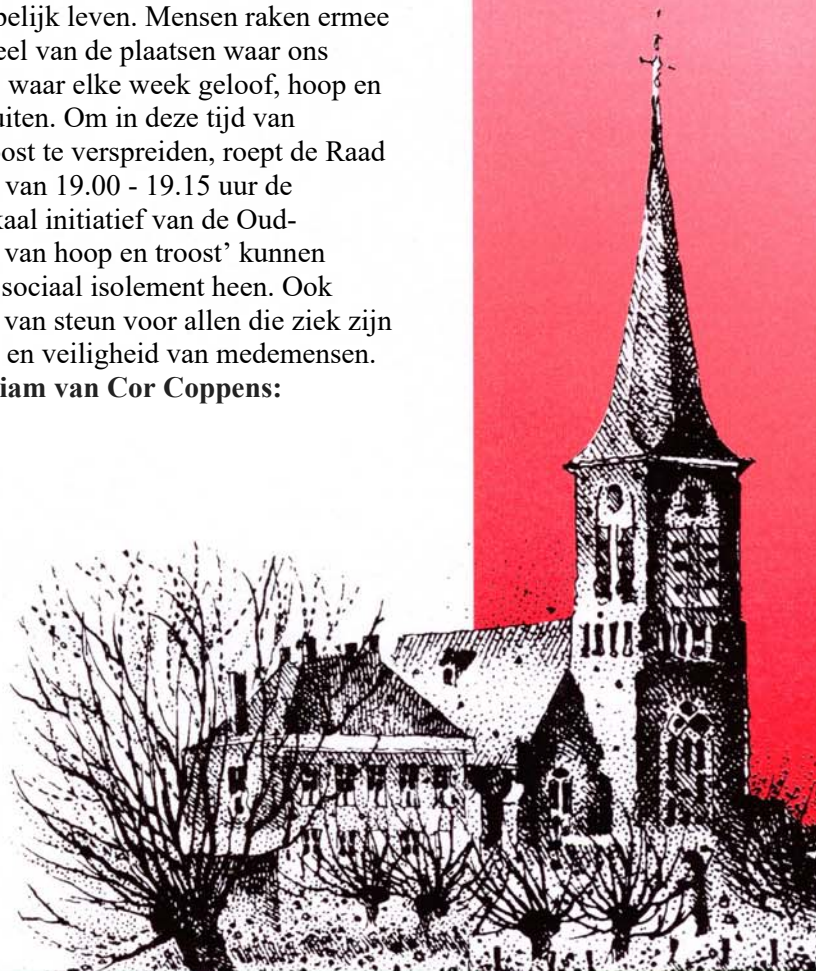 belijk leven. Mensen raken ermee
eel van de plaatsen waar ons
waar elke week geloof, hoop en
uiten. Om in deze tijd van
oost te verspreiden, roept de Raad
van 19.00 - 19.15 uur de
kaal initiatief van de Oud-
van hoop en troost’ kunnen
sociaal isolement heen. Ook
van steun voor allen die ziek zijn
en veiligheid van medemensen.
iam van Cor Coppens: